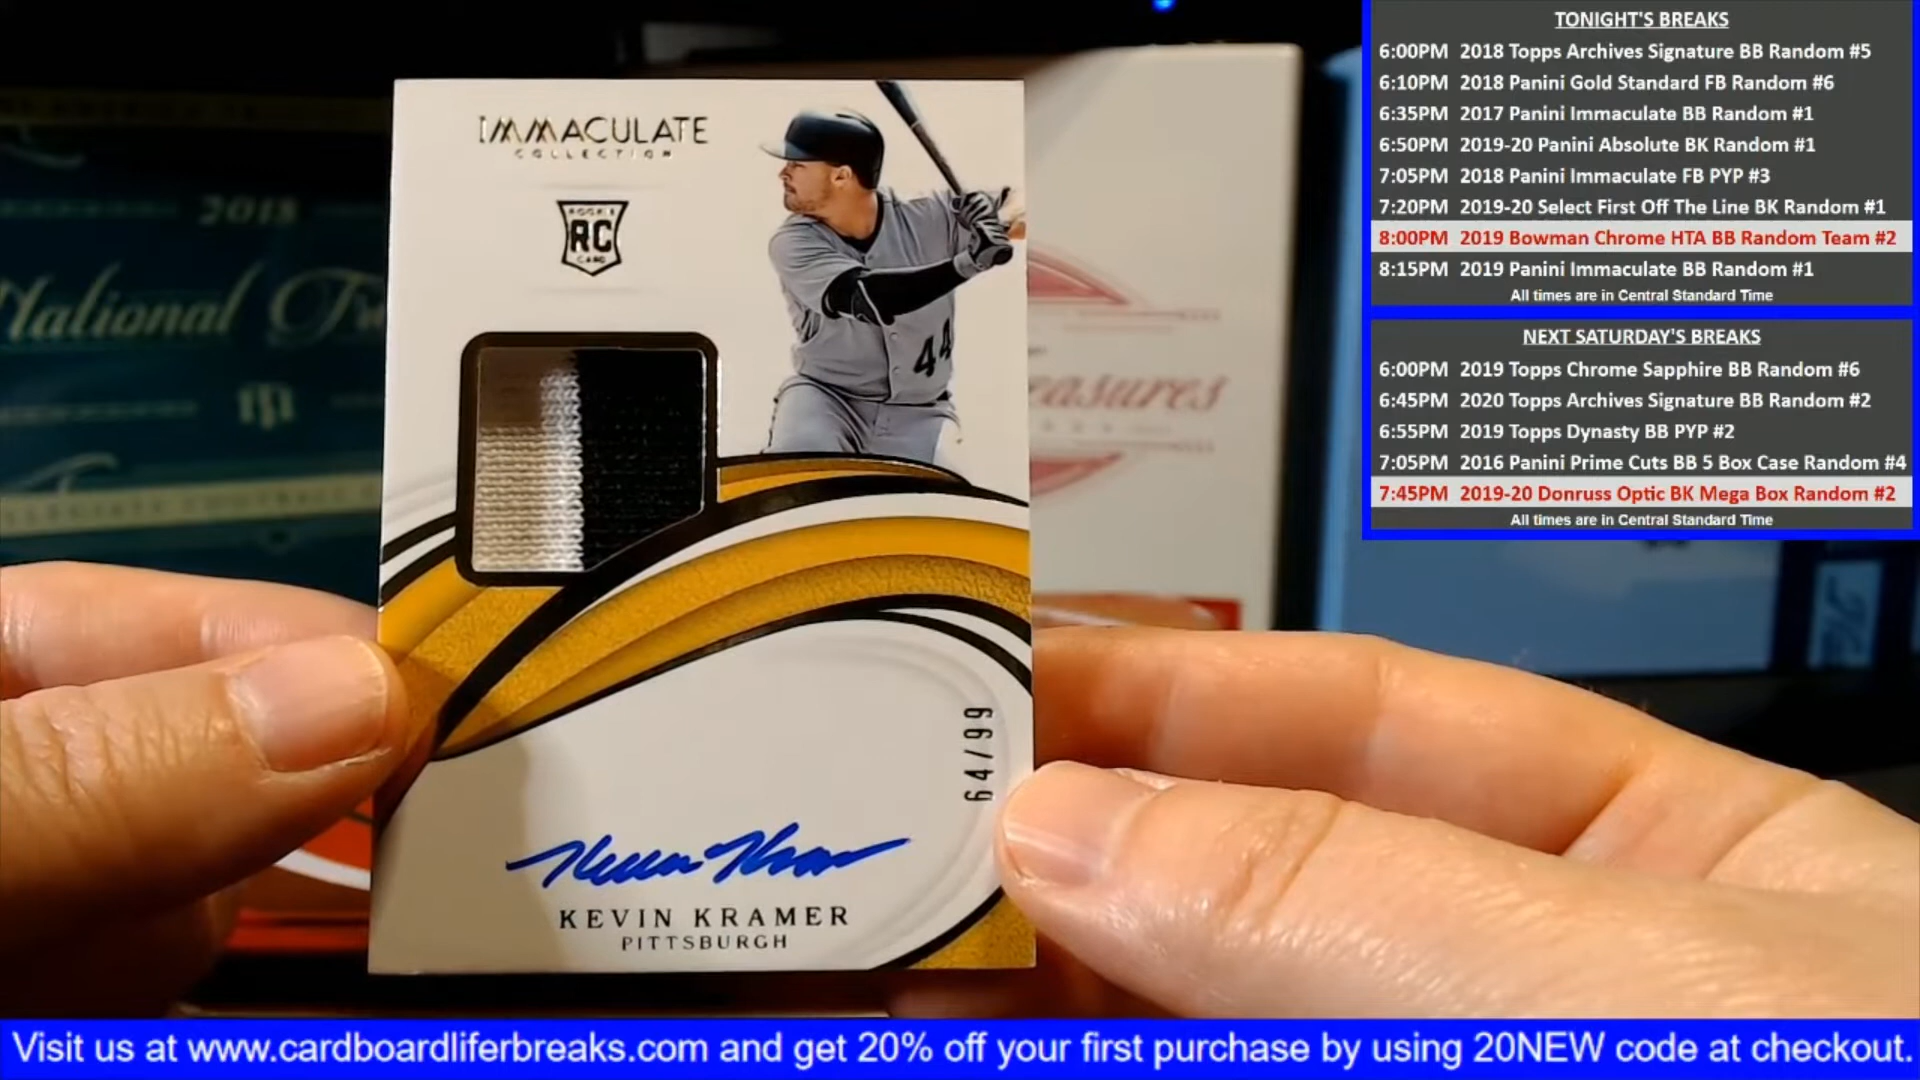 IMMACULATE
COLLECTION
ROOKIE
RC
CARD
44
64/99
KEVIN KRAMER
PITTSBURGH
2018
National Tre
easures
TONIGHT'S BREAKS
6:00PM 2018 Topps Archives Signature BB Random #5
6:10PM 2018 Panini Gold Standard FB Random #6
6:35PM 2017 Panini Immaculate BB Random #1
6:50PM 2019-20 Panini Absolute BK Random #1
7:05PM 2018 Panini Immaculate FB PYP #3
7:20PM 2019-20 Select First Off The Line BK Random #1
8:00PM 2019 Bowman Chrome HTA BB Random Team #2
8:15PM 2019 Panini Immaculate BB Random #1
All times are in Central Standard Time
NEXT SATURDAY'S BREAKS
6:00PM 2019 Topps Chrome Sapphire BB Random #6
6:45PM 2020 Topps Archives Signature BB Random #2
6:55PM 2019 Topps Dynasty BB PYP #2
7:05PM 2016 Panini Prime Cuts BB 5 Box Case Random #4
7:45PM 2019-20 Donruss Optic BK Mega Box Random #2
All times are in Central Standard Time
Visit us at www.cardboardliferbreaks.com and get 20% off your first purchase by using 20NEW code at checkout.